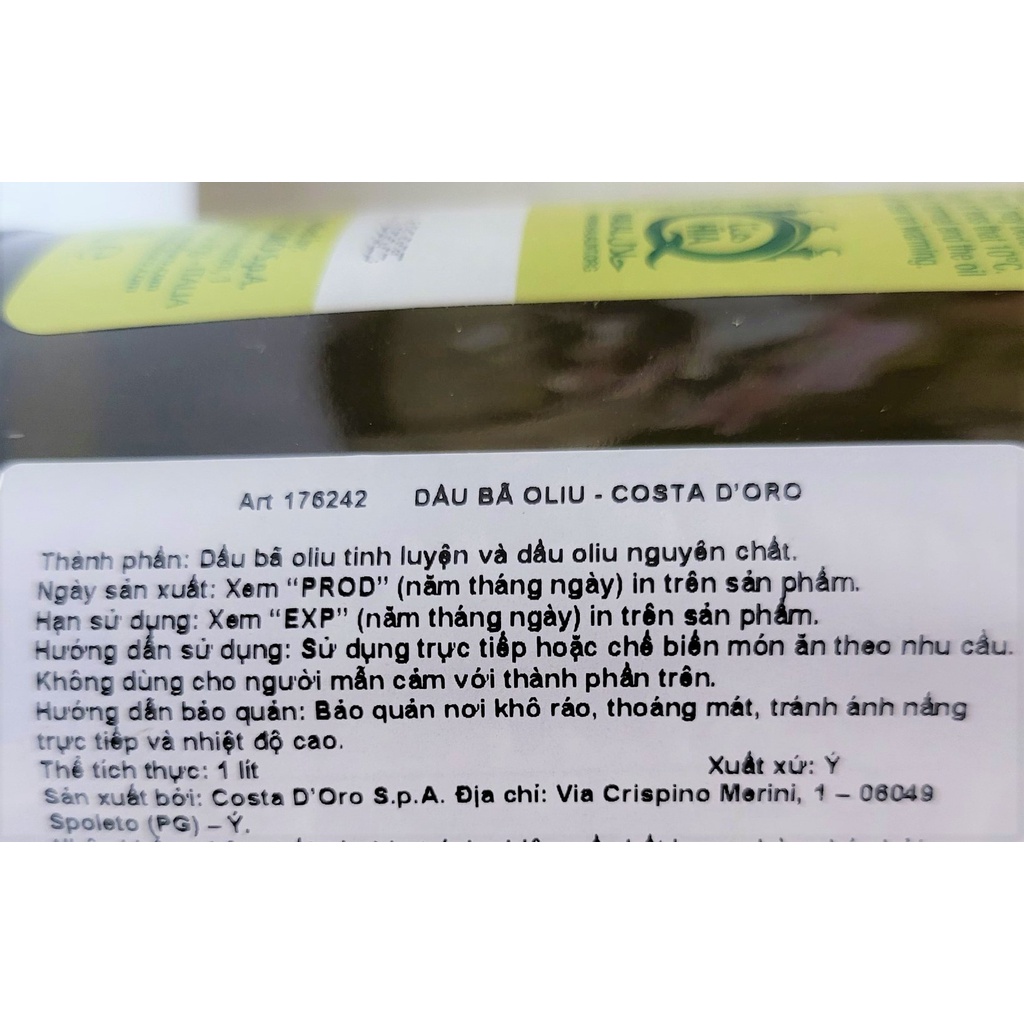 Art 176242 DẦU BÃ OLIU - COSTA D'ORO
Thành phần: Dầu bã oliu tinh luyện và dầu oliu nguyên chất.
Ngày sản xuất: Xem "PROD" (năm tháng ngày) in trên sản phẩm.
Hạn sử dụng: Xem "EXP" (năm tháng ngày) in trên sản phẩm.
Hướng dẫn sử dụng: Sử dụng trực tiếp hoặc chế biến món ăn theo nhu cầu.
Không dùng cho người mẫn cảm với thành phần trên.
Hướng dẫn bảo quản: Bảo quản nơi khô ráo, thoáng mát, tránh ánh nắng
trực tiếp và nhiệt độ cao.
Thể tích thực: 1 lít Xuất xứ: Ý
Sản xuất bởi: Costa D'Oro S.p.A. Địa chỉ: Via Crispino Merini, 1 – 06049
Spoleto (PG) – Ý.